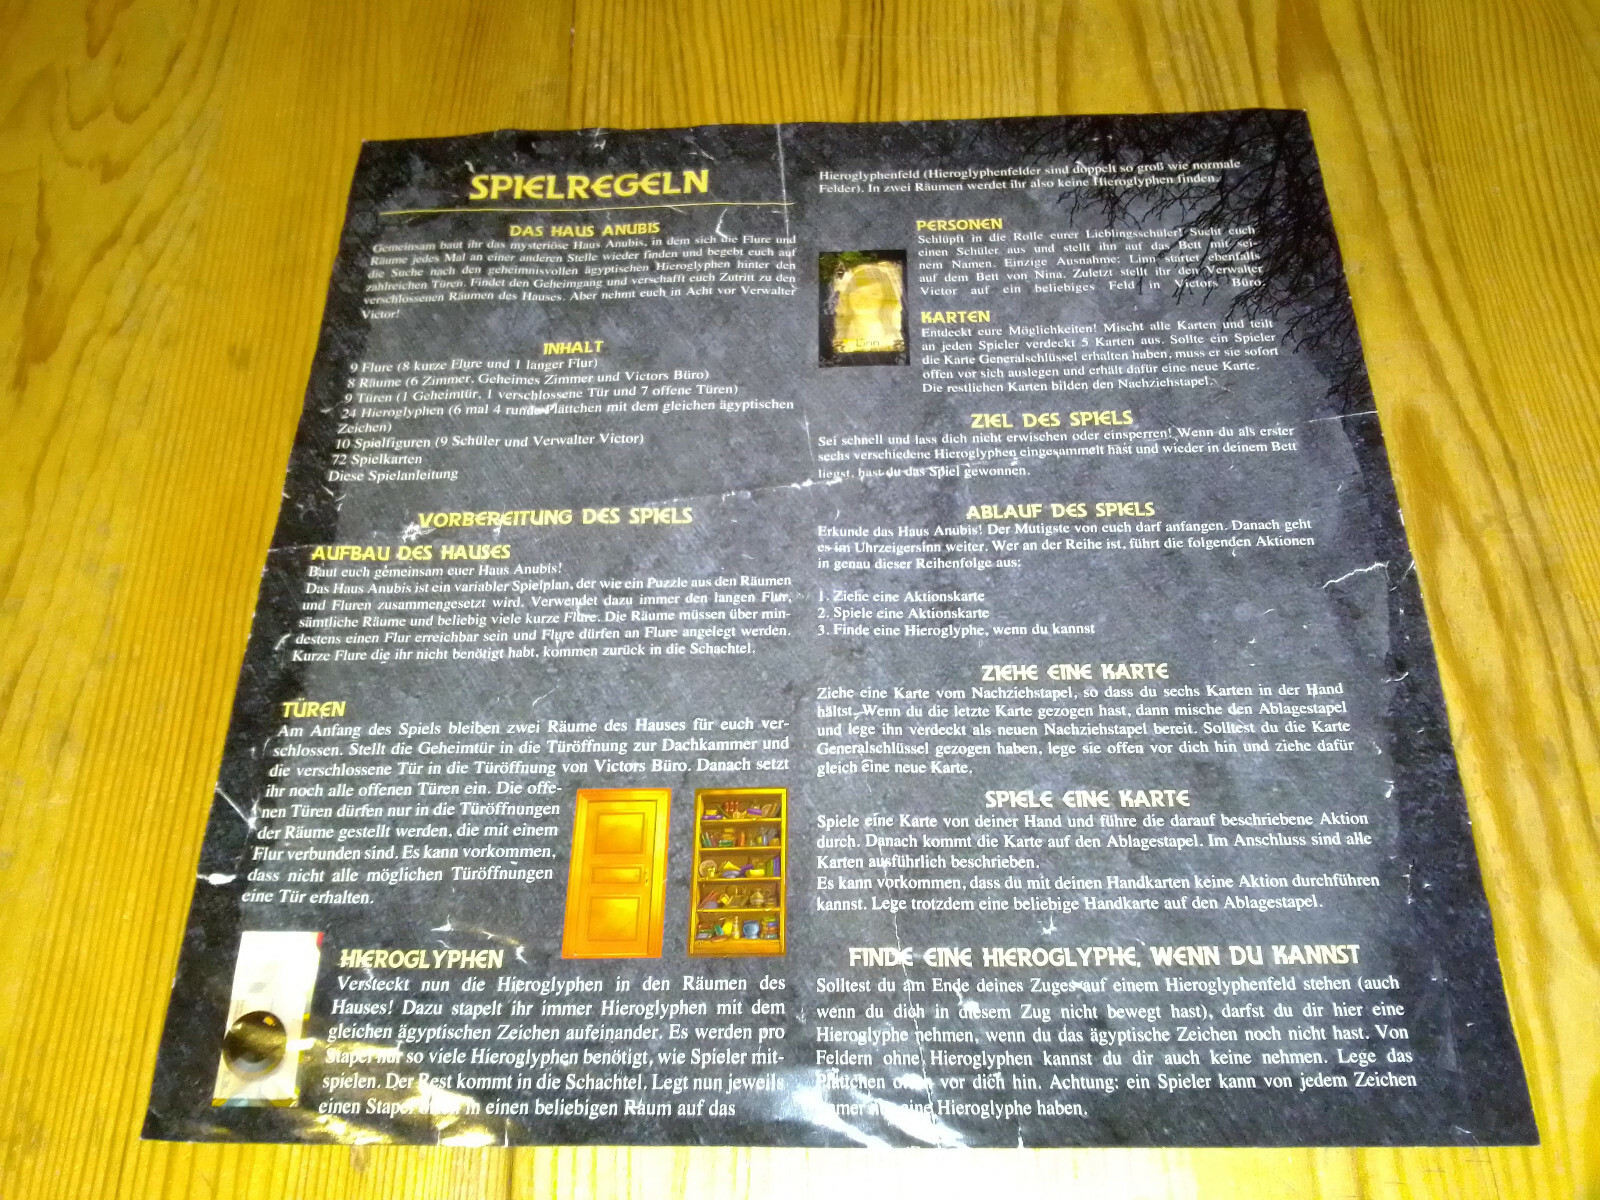 SPIELREGELN
DAS HAUS ANUBIS
Gemeinsam baut ihr das mysteriöse Haus Anubis, in dem sich die Flure und
Räume jedes Mal an einer anderen Stelle wieder finden und begebt euch auf
die Suche nach den geheimnisvollen ägyptischen Hieroglyphen hinter den
zahlreichen Türen. Findet den Geheimgang und verschafft euch Zutritt zu den
verschlossenen Räumen des Hauses. Aber nehmt euch in Acht vor Verwalter
Victor!
INHALT
9 Flure (8 kurze Flure und 1 langer Flur)
8 Räume (6 Zimmer, Geheimes Zimmer und Victors Büro)
9 Türen (1 Geheimtür, 1 verschlossene Tür und 7 offene Türen)
24 Hieroglyphen (6 mal 4 runde Plättchen mit dem gleichen ägyptischen
Zeichen)
10 Spielfiguren (9 Schüler und Verwalter Victor)
72 Spielkarten
Diese Spielanleitung
VORBEREITUNG DES SPIELS
AUFBAU DES HAUSES
Baut euch gemeinsam euer Haus Anubis!
Das Haus Anubis ist ein variabler Spielplan, der wie ein Puzzle aus den Räumen
und Fluren zusammengesetzt wird. Verwendet dazu immer den langen Flur,
sämtliche Räume und beliebig viele kurze Flure. Die Räume müssen über min-
destens einen Flur erreichbar sein und Flure dürfen an Flure angelegt werden.
Kurze Flure die ihr nicht benötigt habt, kommen zurück in die Schachtel.
TÜREN
Am Anfang des Spiels bleiben zwei Räume des Hauses für euch ver-
schlossen. Stellt die Geheimtür in die Türöffnung zur Dachkammer und
die verschlossene Tür in die Türöffnung von Victors Büro. Danach setzt
ihr noch alle offenen Türen ein. Die offe-
nen Türen dürfen nur in die Türöffnungen
der Räume gestellt werden, die mit einem
Flur verbunden sind. Es kann vorkommen,
dass nicht alle möglichen Türöffnungen
eine Tür erhalten.
HIEROGLYPHEN
Versteckt nun die Hieroglyphen in den Räumen des
Hauses! Dazu stapelt ihr immer Hieroglyphen mit dem
gleichen ägyptischen Zeichen aufeinander. Es werden pro
Stapel nur so viele Hieroglyphen benötigt, wie Spieler mit-
spielen. Der Rest kommt in die Schachtel. Legt nun jeweils
einen Stapel in einen beliebigen Raum auf das
Hieroglyphenfeld (Hieroglyphenfelder sind doppelt so groß wie normale
Felder). In zwei Räumen werdet ihr also keine Hieroglyphen finden.
PERSONEN
Schlüpft in die Rolle eurer Lieblingsschüler! Sucht euch
einen Schüler aus und stellt ihn auf das Bett mit sei-
nem Namen. Einzige Ausnahme: Linn startet ebenfalls
auf dem Bett von Nina. Zuletzt stellt ihr den Verwalter
Victor auf ein beliebiges Feld in Victors Büro.
Linn
KARTEN
Entdeckt eure Möglichkeiten! Mischt alle Karten und teilt
an jeden Spieler verdeckt 5 Karten aus. Sollte ein Spieler
die Karte Generalschlüssel erhalten haben, muss er sie sofort
offen vor sich auslegen und erhält dafür eine neue Karte.
Die restlichen Karten bilden den Nachziehstapel.
ZIEL DES SPIELS
Sei schnell und lass dich nicht erwischen oder einsperren! Wenn du als erster
sechs verschiedene Hieroglyphen eingesammelt hast und wieder in deinem Bett
liegst, hast du das Spiel gewonnen.
ABLAUF DES SPIELS
Erkunde das Haus Anubis! Der Mutigste von euch darf anfangen. Danach geht
es im Uhrzeigersinn weiter. Wer an der Reihe ist, führt die folgenden Aktionen
in genau dieser Reihenfolge aus:
1. Ziehe eine Aktionskarte
2. Spiele eine Aktionskarte
3. Finde eine Hieroglyphe, wenn du kannst
ZIEHE EINE KARTE
Ziehe eine Karte vom Nachziehstapel, so dass du sechs Karten in der Hand
hältst. Wenn du die letzte Karte gezogen hast, dann mische den Ablagestapel
und lege ihn verdeckt als neuen Nachziehstapel bereit. Solltest du die Karte
Generalschlüssel gezogen haben, lege sie offen vor dich hin und ziehe dafür
gleich eine neue Karte.
SPIELE EINE KARTE
Spiele eine Karte von deiner Hand und führe die darauf beschriebene Aktion
durch. Danach kommt die Karte auf den Ablagestapel. Im Anschluss sind alle
Karten ausführlich beschrieben.
Es kann vorkommen, dass du mit deinen Handkarten keine Aktion durchführen
kannst. Lege trotzdem eine beliebige Handkarte auf den Ablagestapel.
FINDE EINE HIEROGLYPHE, WENN DU KANNST
Solltest du am Ende deines Zuges auf einem Hieroglyphenfeld stehen (auch
wenn du dich in diesem Zug nicht bewegt hast), darfst du dir hier eine
Hieroglyphe nehmen, wenn du das ägyptische Zeichen noch nicht hast. Von
Feldern ohne Hieroglyphen kannst du dir auch keine nehmen. Lege das
Plättchen offen vor dich hin. Achtung: ein Spieler kann von jedem Zeichen
immer nur eine Hieroglyphe haben.